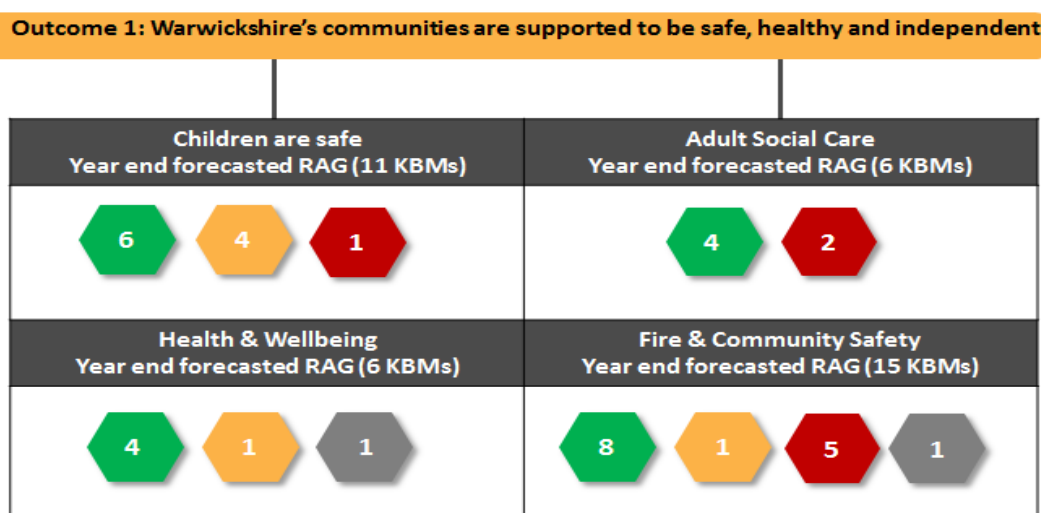 Outcome 1: Warwickshire's communities are supported to be safe, healthy and independent
Children are safe
Year end forecasted RAG (11 KBMs)
Adult Social Care
Year end forecasted RAG (6 KBMs)
6 4 1
4 2
Health & Wellbeing
Year end forecasted RAG (6 KBMs)
Fire & Community Safety
Year end forecasted RAG (15 KBMs)
4 1 1
8 1 5 1